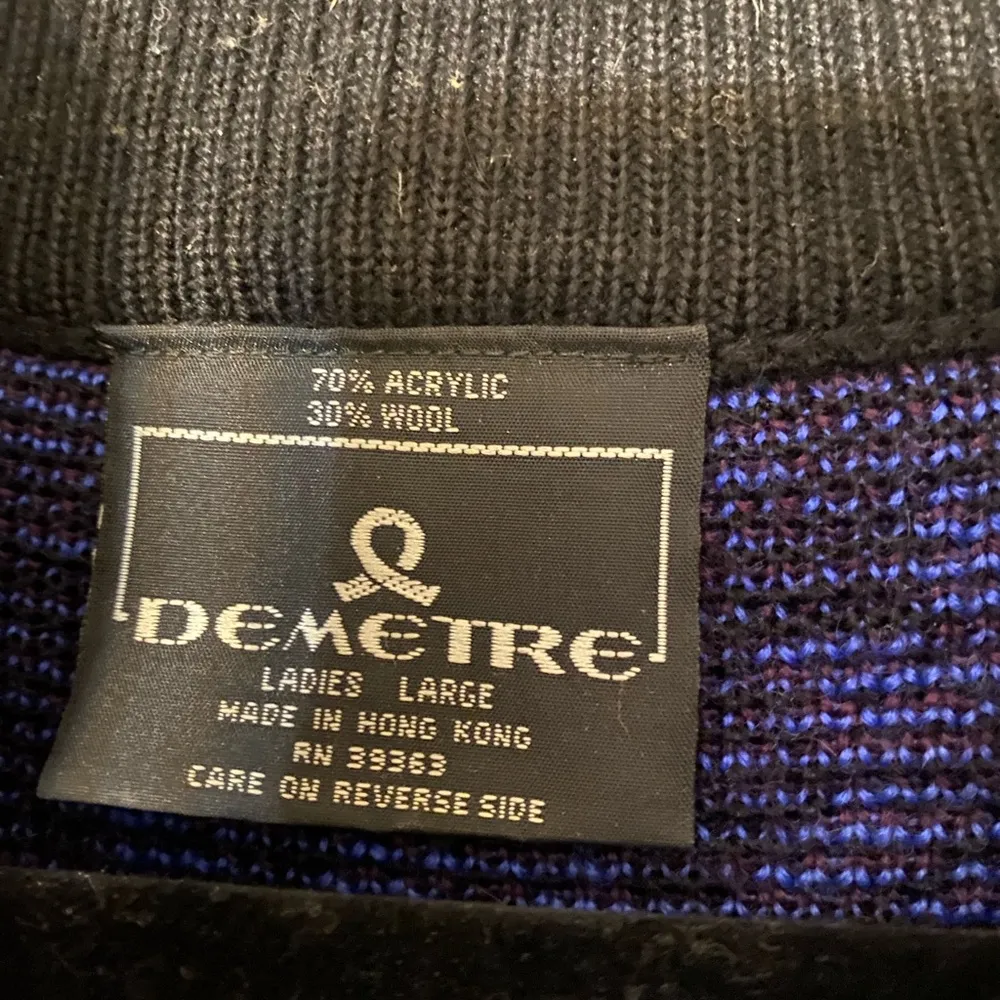 70% ACRYLIC
30% WOOL
DEMETRE
LADIES LARGE
MADE IN HONG KONG
RN 39363
CARE ON REVERSE SIDE